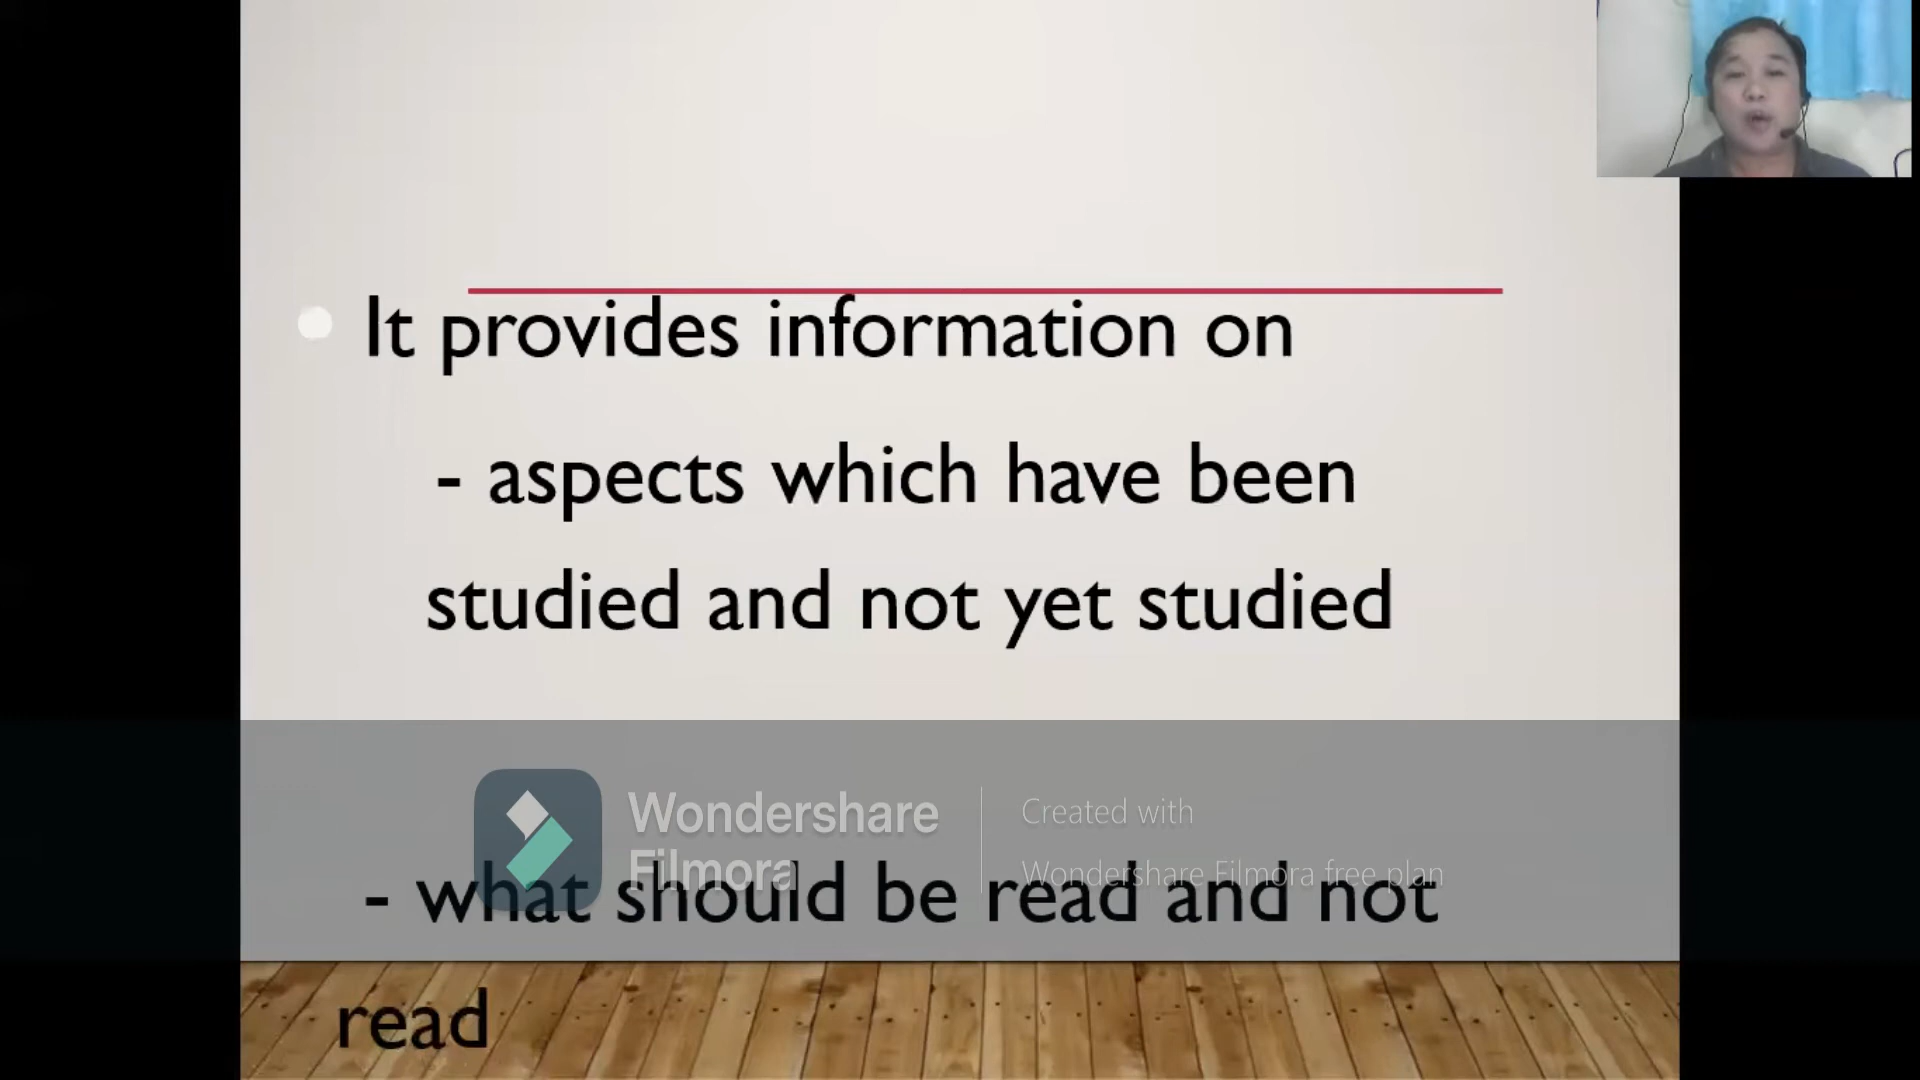 It provides information on
- aspects which have been
studied and not yet studied
Wondershare
Filmora
Created with
Wondershare Filmora free plan
- what should be read and not
read